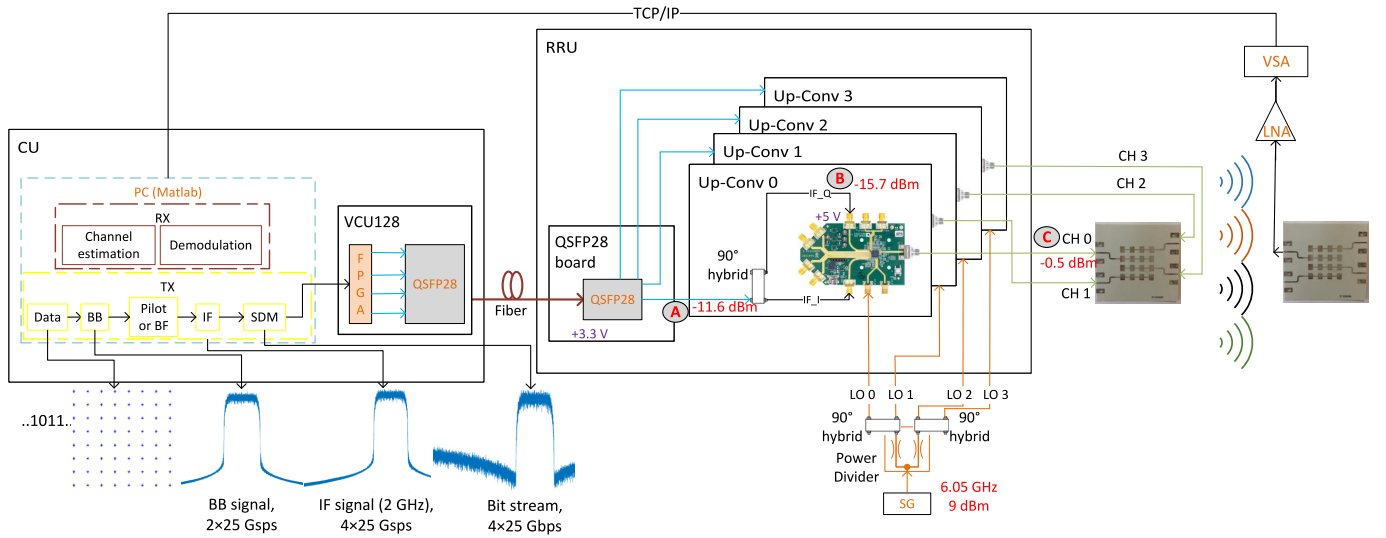 TCP/IP
RRU
VSA
LNA
Up-Conv 3
Up-Conv 2
Up-Conv 1
Up-Conv 0
B
-15.7 dBm
IF_Q
+5 V
90°
hybrid
IF_I
CH 3
CH 2
C
CH 0
-0.5 dBm
CH 1
CU
PC (Matlab)
RX
Channel
estimation
Demodulation
TX
Data
BB
Pilot
or BF
IF
SDM
VCU128
F
P
G
A
QSFP28
Fiber
QSFP28
board
QSFP28
+3.3 V
A
-11.6 dBm
LO 0
LO 1
LO 2
LO 3
90°
hybrid
90°
hybrid
Power
Divider
SG
6.05 GHz
9 dBm
..1011..
BB signal,
2×25 Gsps
IF signal (2 GHz),
4×25 Gsps
Bit stream,
4×25 Gbps